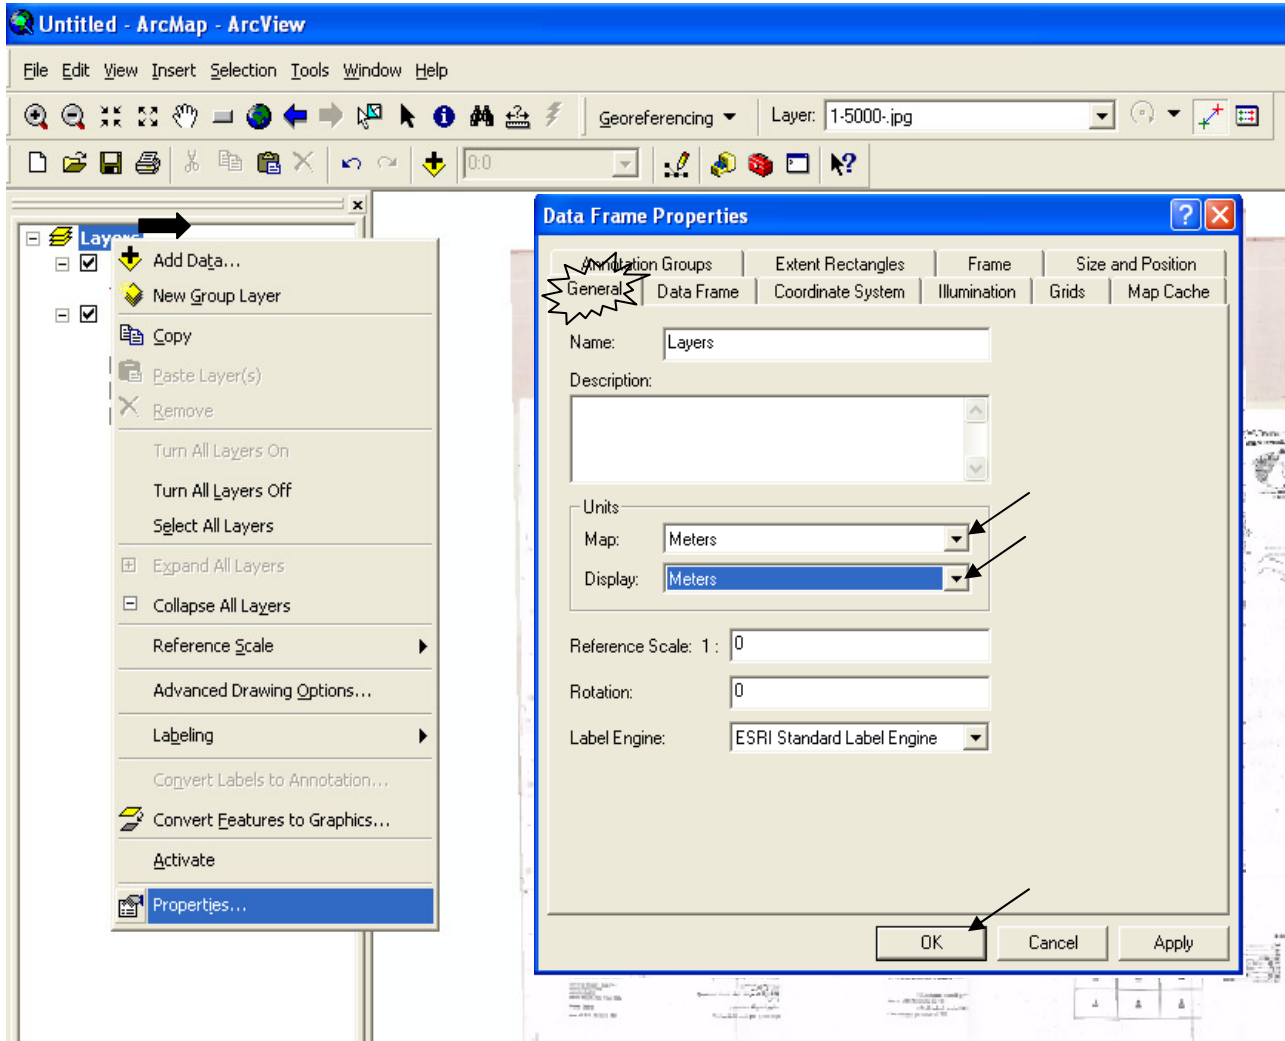 Untitled - ArcMap - ArcView
File Edit View Insert Selection Tools Window Help
Georeferencing Layer: 1-5000-.jpg
0:0
Layers
Add Data...
New Group Layer
Copy
Paste Layer(s)
Remove
Turn All Layers On
Turn All Layers Off
Select All Layers
Expand All Layers
Collapse All Layers
Reference Scale
Advanced Drawing Options...
Labeling
Convert Labels to Annotation...
Convert Features to Graphics...
Activate
Properties...
Data Frame Properties
Annotation Groups Extent Rectangles Frame Size and Position
General Data Frame Coordinate System Illumination Grids Map Cache
Name: Layers
Description:
Units
Map: Meters
Display: Meters
Reference Scale: 1 : 0
Rotation: 0
Label Engine: ESRI Standard Label Engine
OK Cancel Apply